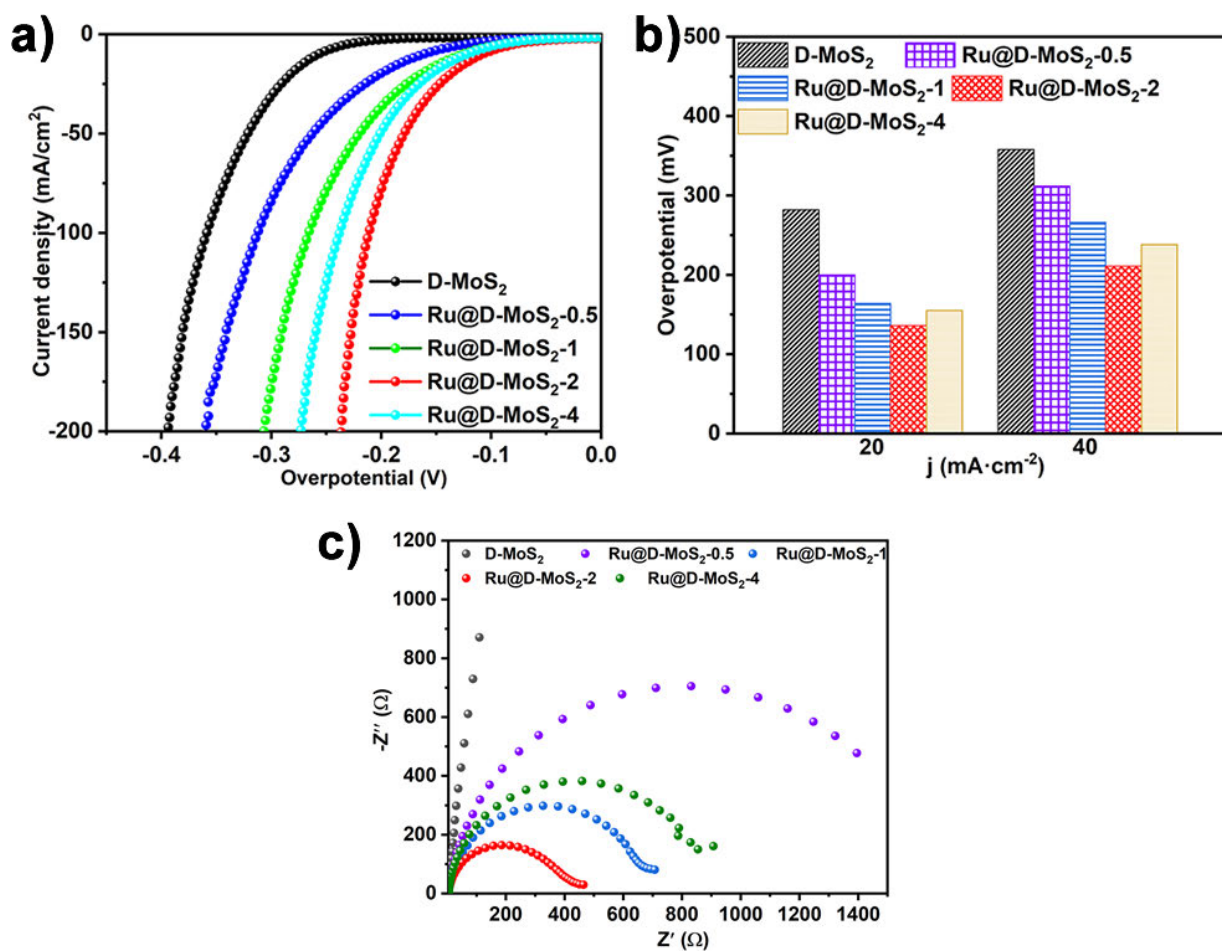 a)
0
-50
-100
-150
-200
Current density (mA/cm²)
D-MoS₂
Ru@D-MoS₂-0.5
Ru@D-MoS₂-1
Ru@D-MoS₂-2
Ru@D-MoS₂-4
-0.4 -0.3 -0.2 -0.1 0.0
Overpotential (V)
b)
500
400
300
200
100
0
Overpotential (mV)
D-MoS₂ Ru@D-MoS₂-0.5
Ru@D-MoS₂-1 Ru@D-MoS₂-2
Ru@D-MoS₂-4
20 40
j (mA·cm⁻²)
c)
1200
1000
800
600
400
200
0
-Z′′ (Ω)
D-MoS₂ Ru@D-MoS₂-0.5 Ru@D-MoS₂-1
Ru@D-MoS₂-2 Ru@D-MoS₂-4
200 400 600 800 1000 1200 1400
Z′ (Ω)